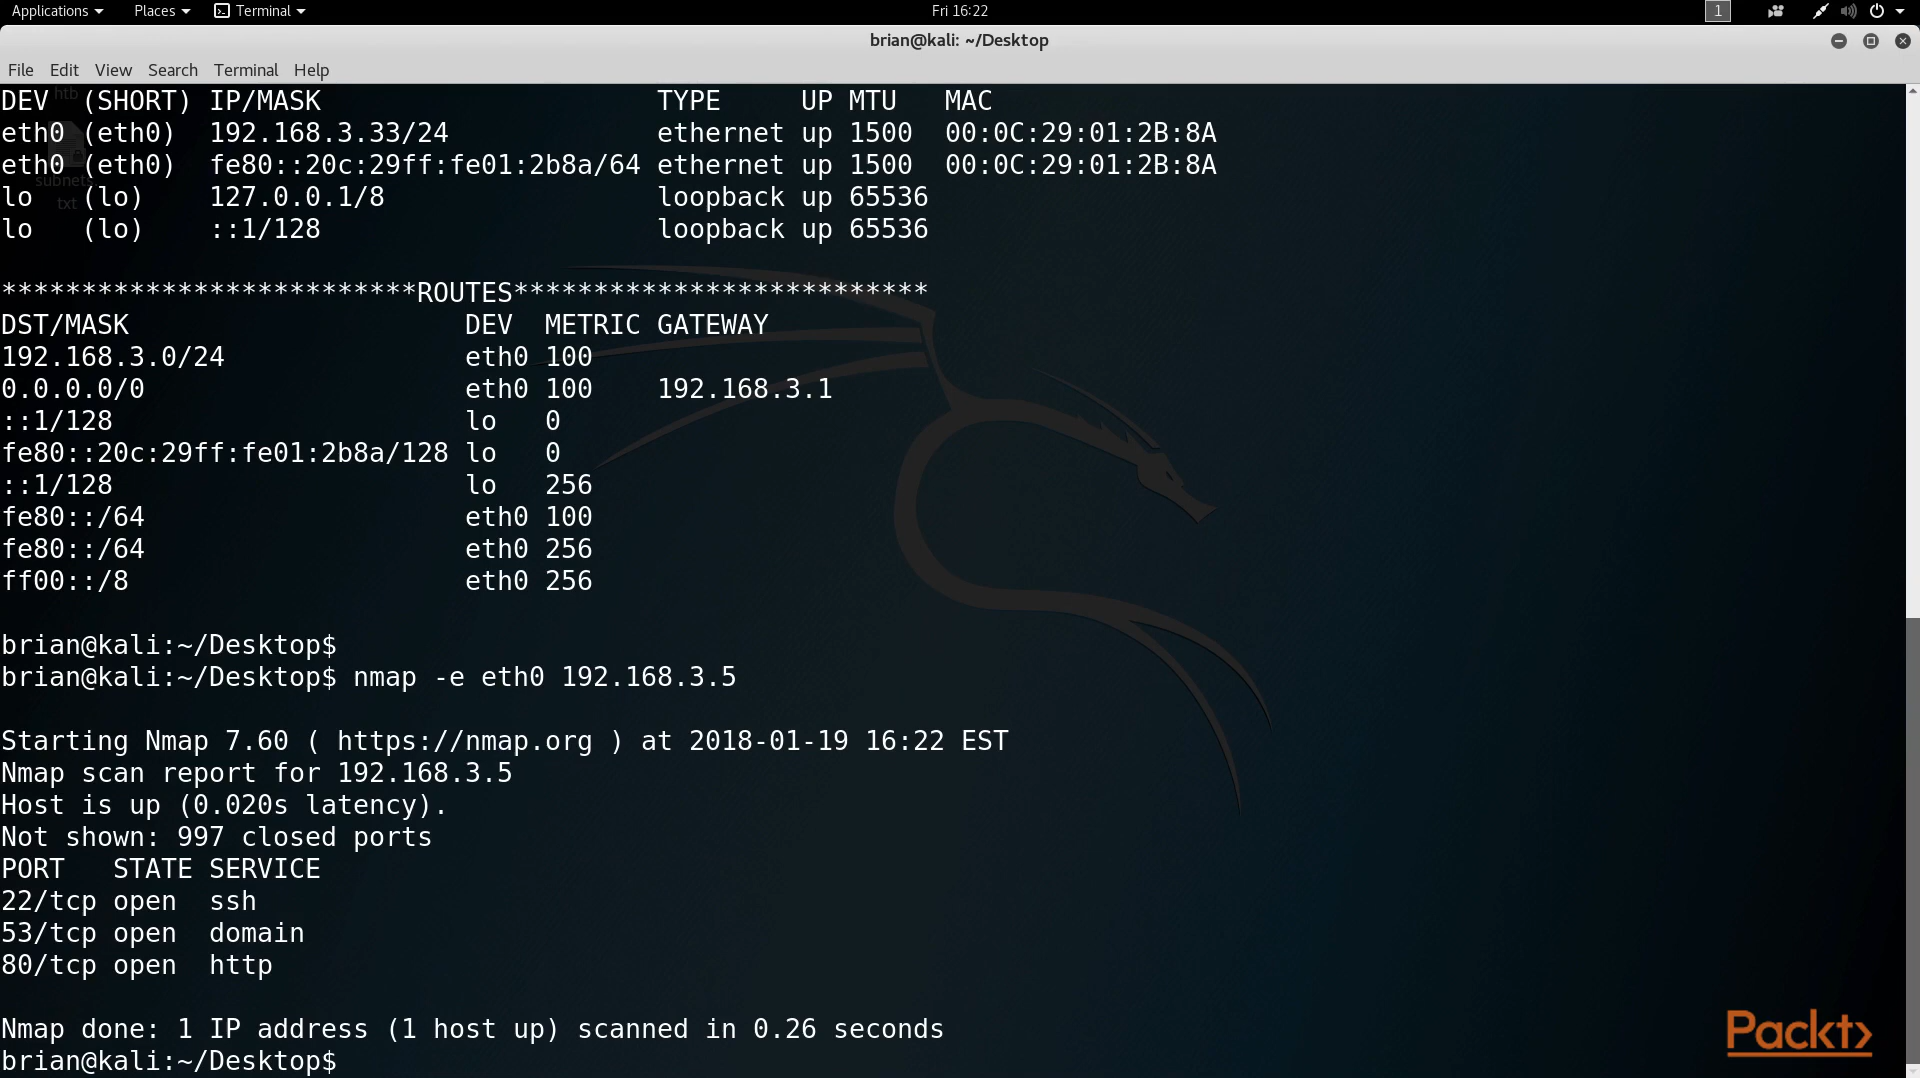 Applications Places Terminal Fri 16:22 1
brian@kali: ~/Desktop
File Edit View Search Terminal Help
htb
DEV  (SHORT) IP/MASK                     TYPE     UP MTU   MAC
eth0 (eth0)  192.168.3.33/24             ethernet up 1500  00:0C:29:01:2B:8A
eth0 (eth0)  fe80::20c:29ff:fe01:2b8a/64 ethernet up 1500  00:0C:29:01:2B:8A
subnets.
lo   (lo)    127.0.0.1/8                 loopback up 65536
txt
lo   (lo)    ::1/128                     loopback up 65536
**************************ROUTES**************************
DST/MASK                     DEV  METRIC GATEWAY
192.168.3.0/24               eth0 100
0.0.0.0/0                    eth0 100    192.168.3.1
::1/128                      lo   0
fe80::20c:29ff:fe01:2b8a/128 lo   0
::1/128                      lo   256
fe80::/64                    eth0 100
fe80::/64                    eth0 256
ff00::/8                     eth0 256
brian@kali:~/Desktop$
brian@kali:~/Desktop$ nmap -e eth0 192.168.3.5
Starting Nmap 7.60 ( https://nmap.org ) at 2018-01-19 16:22 EST
Nmap scan report for 192.168.3.5
Host is up (0.020s latency).
Not shown: 997 closed ports
PORT   STATE SERVICE
22/tcp open  ssh
53/tcp open  domain
80/tcp open  http
Nmap done: 1 IP address (1 host up) scanned in 0.26 seconds
brian@kali:~/Desktop$
Packt